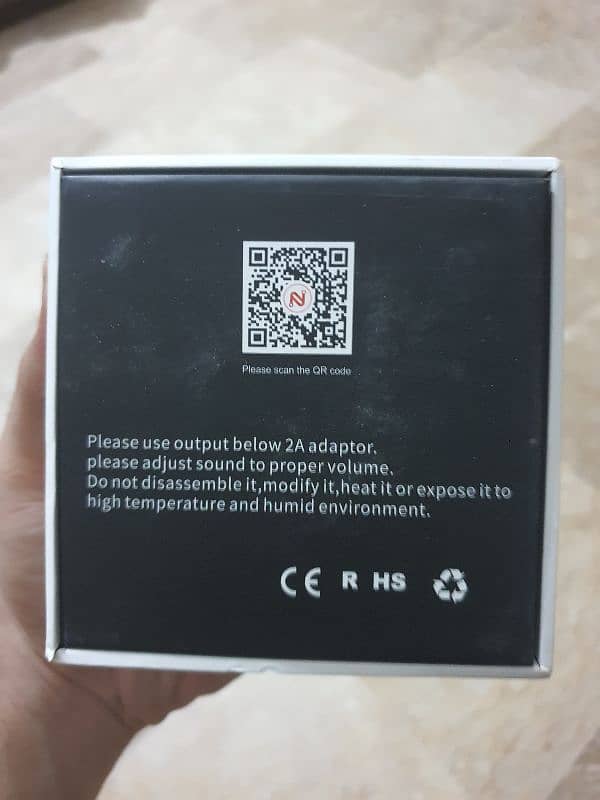 Please scan the QR code
Please use output below 2A adaptor.
please adjust sound to proper volume.
Do not disassemble it,modify it,heat it or expose it to
high temperature and humid environment.
CE R HS